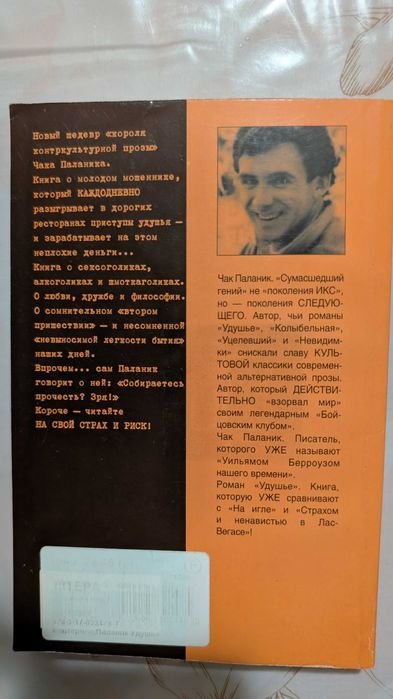 Новый шедевр «короля
контркультурной прозы»
Чака Паланика.
Книга о молодом мошеннике,
который КАЖДОДНЕВНО
разыгрывает в дорогих
ресторанах приступы удушья —
и зарабатывает на этом
неплохие деньги...
Книга о сексоголиках,
алкоголиках и шмоткаголиках.
О любви, дружбе и философии.
О сомнительном «втором
пришествии» — и несомненной
«невыносимой легкости бытия»
наших дней.
Впрочем... сам Паланик
говорит о ней: «Собираетесь
прочесть? Зря!»
Короче — читайте
НА СВОЙ СТРАХ И РИСК!
Чак Паланик. «Сумасшедший
гений» не «поколения ИКС»,
но — поколения СЛЕДУЮ-
ЩЕГО. Автор, чьи романы
«Удушье», «Колыбельная»,
«Уцелевший» и «Невидим-
ки» снискали славу КУЛЬ-
ТОВОЙ классики современ-
ной альтернативной прозы.
Автор, который ДЕЙСТВИ-
ТЕЛЬНО «взорвал мир»
своим легендарным «Бой-
цовским клубом».
Чак Паланик. Писатель,
которого УЖЕ называют
«Уильямом Берроузом
нашего времени».
Роман «Удушье». Книга,
которую УЖЕ сравнивают
с «На игле» и «Страхом
и ненавистью в Лас-
Вегасе»!
Паланик Удушье